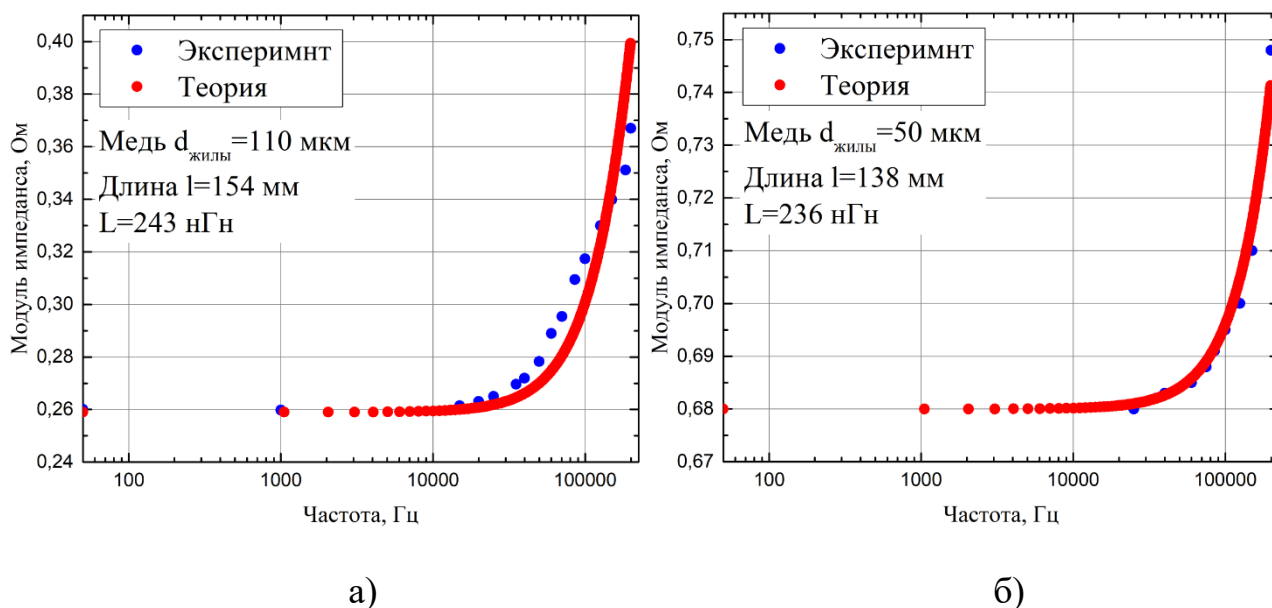 0,40
0,38
0,36
0,34
0,32
0,30
0,28
0,26
0,24
Модуль импеданса, Ом
Эксперимнт
Теория
Медь dжилы=110 мкм
Длина l=154 мм
L=243 нГн
100 1000 10000 100000
Частота, Гц
а)
0,75
0,74
0,73
0,72
0,71
0,70
0,69
0,68
0,67
Модуль импеданса, Ом
Эксперимнт
Теория
Медь dжилы=50 мкм
Длина l=138 мм
L=236 нГн
100 1000 10000 100000
Частота, Гц
б)